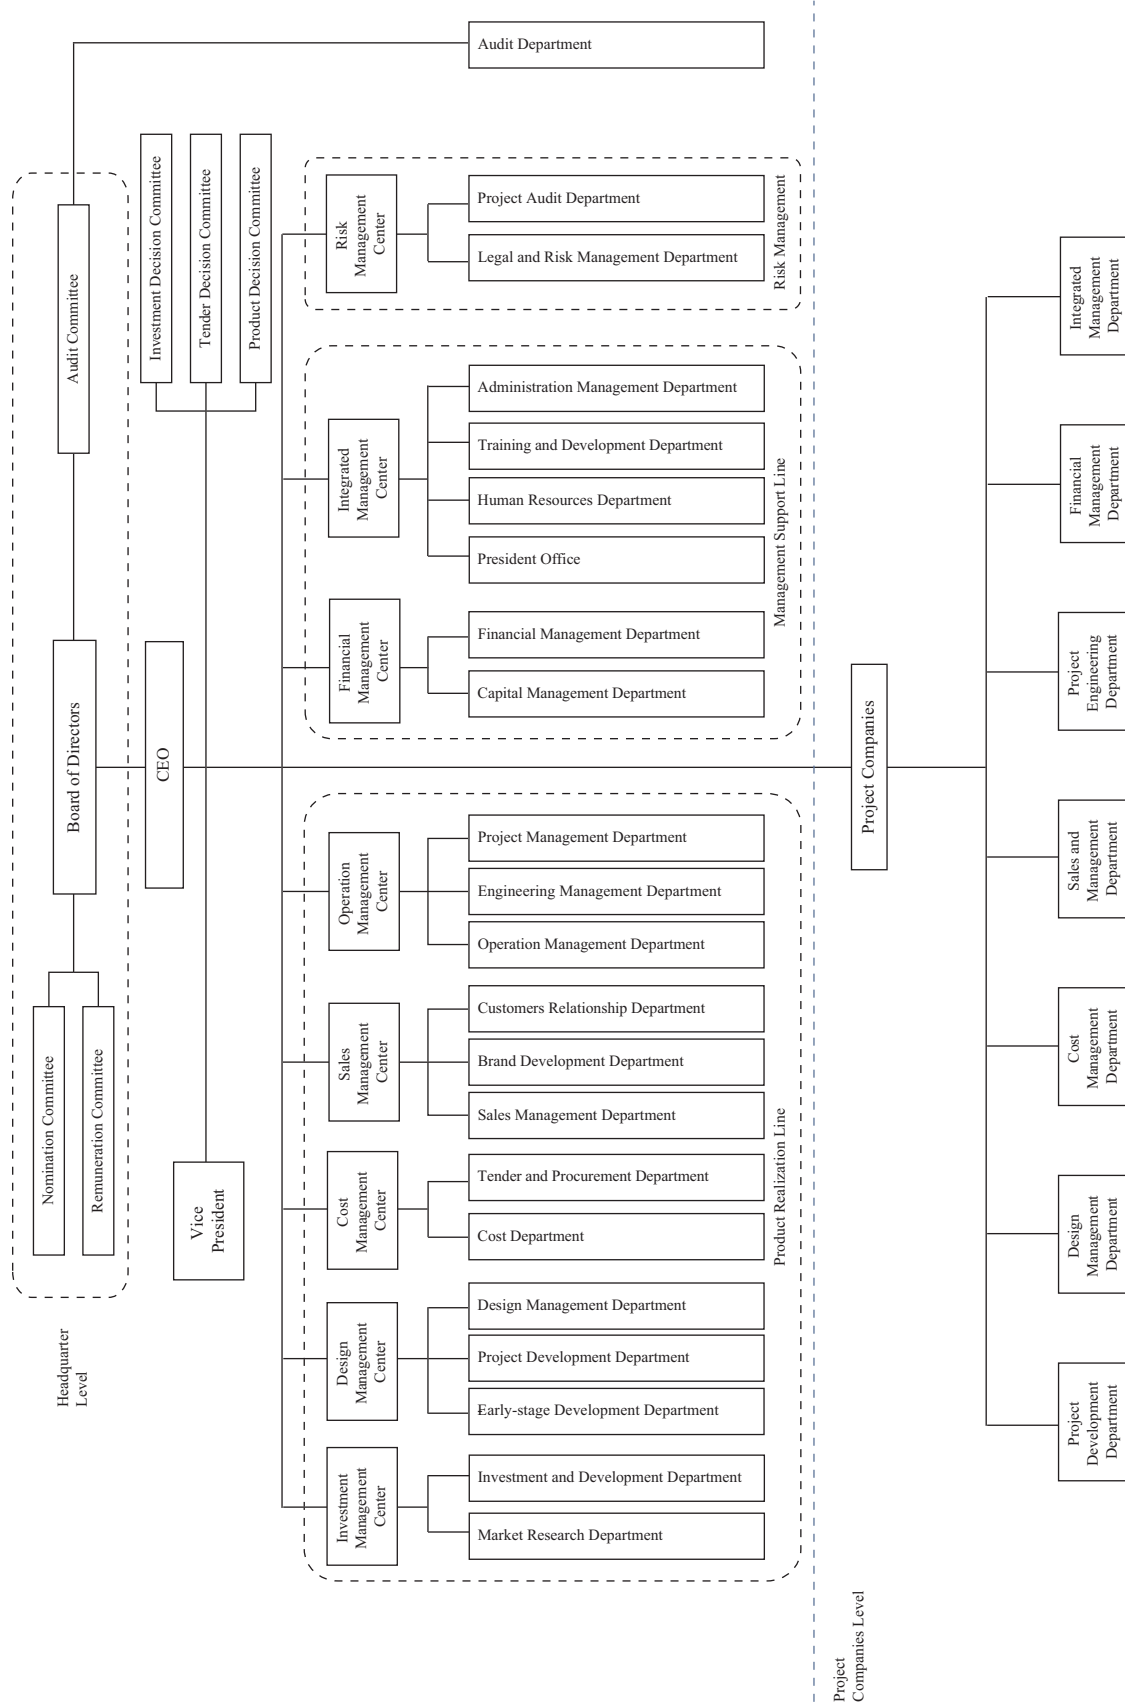 Headquarter
Level
Nomination Committee
Remuneration Committee
Board of Directors
Audit Committee
CEO
Vice
President
Investment Decision Committee
Tender Decision Committee
Product Decision Committee
Investment
Management
Center
Design
Management
Center
Cost
Management
Center
Sales
Management
Center
Operation
Management
Center
Financial
Management
Center
Integrated
Management
Center
Risk
Management
Center
Audit Department
Project Audit Department
Legal and Risk Management Department
Risk Management
Administration Management Department
Training and Development Department
Human Resources Department
President Office
Financial Management Department
Capital Management Department
Management Support Line
Project Management Department
Engineering Management Department
Operation Management Department
Customers Relationship Department
Brand Development Department
Sales Management Department
Tender and Procurement Department
Cost Department
Design Management Department
Project Development Department
Early-stage Development Department
Investment and Development Department
Market Research Department
Product Realization Line
Project
Companies Level
Project Companies
Project
Development
Department
Design
Management
Department
Cost
Management
Department
Sales and
Management
Department
Project
Engineering
Department
Financial
Management
Department
Integrated
Management
Department